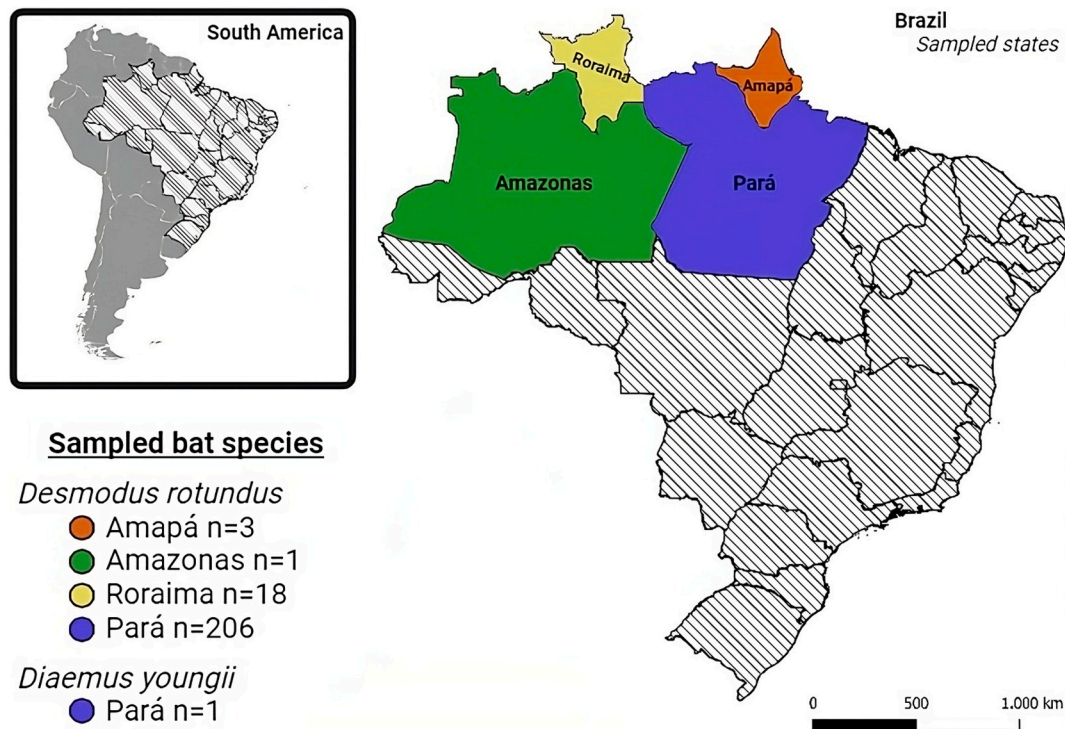 South America
Brazil
Sampled states
Roraima
Amapá
Amazonas
Pará
Sampled bat species
Desmodus rotundus
Amapá n=3
Amazonas n=1
Roraima n=18
Pará n=206
Diaemus youngii
Pará n=1
0 500 1.000 km